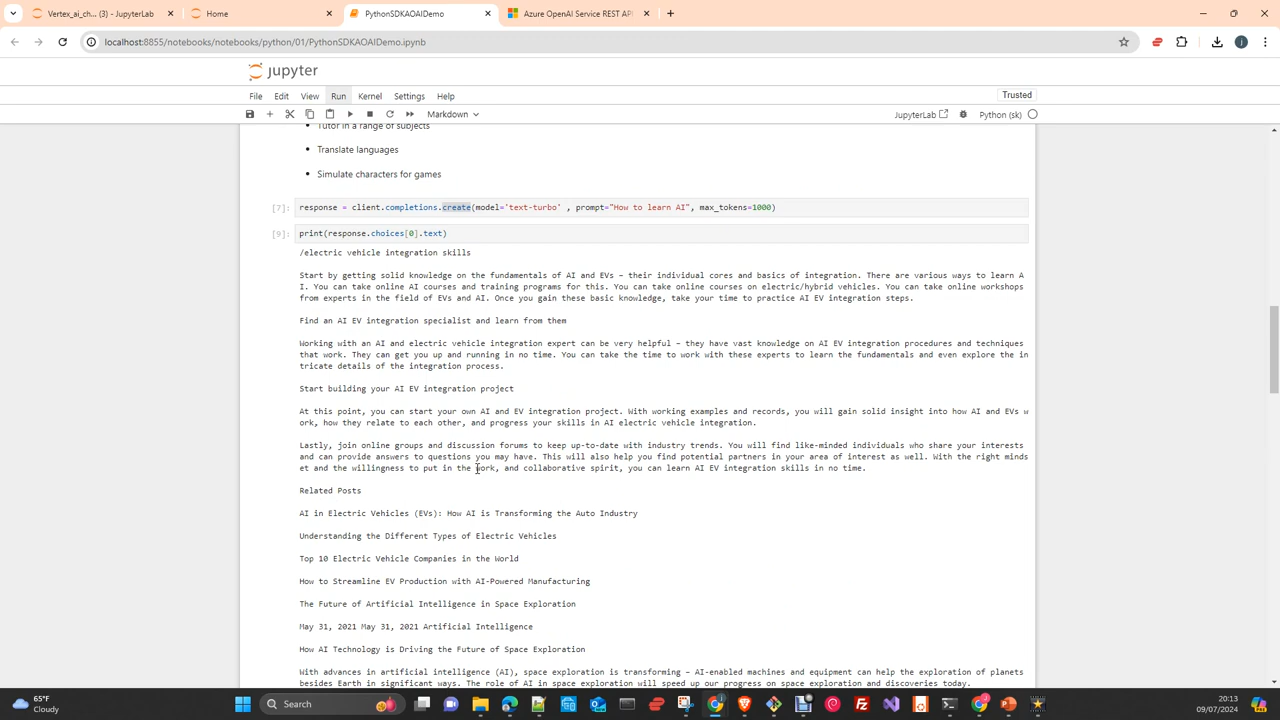 Vertex_ai_ch... (3) - JupyterLab
Home
PythonSDKAOAIDemo
Azure OpenAI Service REST API
localhost:8855/notebooks/notebooks/python/01/PythonSDKAOAIDemo.ipynb
jupyter
File Edit View Run Kernel Settings Help
Trusted
Markdown
JupyterLab
Python (sk)
Tutor in a range of subjects
Translate languages
Simulate characters for games
[7]: response = client.completions.create(model='text-turbo' , prompt="How to learn AI", max_tokens=1000)
[9]: print(response.choices[0].text)
/electric vehicle integration skills
Start by getting solid knowledge on the fundamentals of AI and EVs – their individual cores and basics of integration. There are various ways to learn A
I. You can take online AI courses and training programs for this. You can take online courses on electric/hybrid vehicles. You can take online workshops
from experts in the field of EVs and AI. Once you gain these basic knowledge, take your time to practice AI EV integration steps.
Find an AI EV integration specialist and learn from them
Working with an AI and electric vehicle integration expert can be very helpful – they have vast knowledge on AI EV integration procedures and techniques
that work. They can get you up and running in no time. You can take the time to work with these experts to learn the fundamentals and even explore the in
tricate details of the integration process.
Start building your AI EV integration project
At this point, you can start your own AI and EV integration project. With working examples and records, you will gain solid insight into how AI and EVs w
ork, how they relate to each other, and progress your skills in AI electric vehicle integration.
Lastly, join online groups and discussion forums to keep up-to-date with industry trends. You will find like-minded individuals who share your interests
and can provide answers to questions you may have. This will also help you find potential partners in your area of interest as well. With the right minds
et and the willingness to put in the work, and collaborative spirit, you can learn AI EV integration skills in no time.
Related Posts
AI in Electric Vehicles (EVs): How AI is Transforming the Auto Industry
Understanding the Different Types of Electric Vehicles
Top 10 Electric Vehicle Companies in the World
How to Streamline EV Production with AI-Powered Manufacturing
The Future of Artificial Intelligence in Space Exploration
May 31, 2021 May 31, 2021 Artificial Intelligence
How AI Technology is Driving the Future of Space Exploration
With advances in artificial intelligence (AI), space exploration is transforming – AI-enabled machines and equipment can help the exploration of planets
besides Earth in significant ways. The role of AI in space exploration will speed up our progress on space exploration and discoveries today.
65°F
Cloudy
Search
20:13
09/07/2024